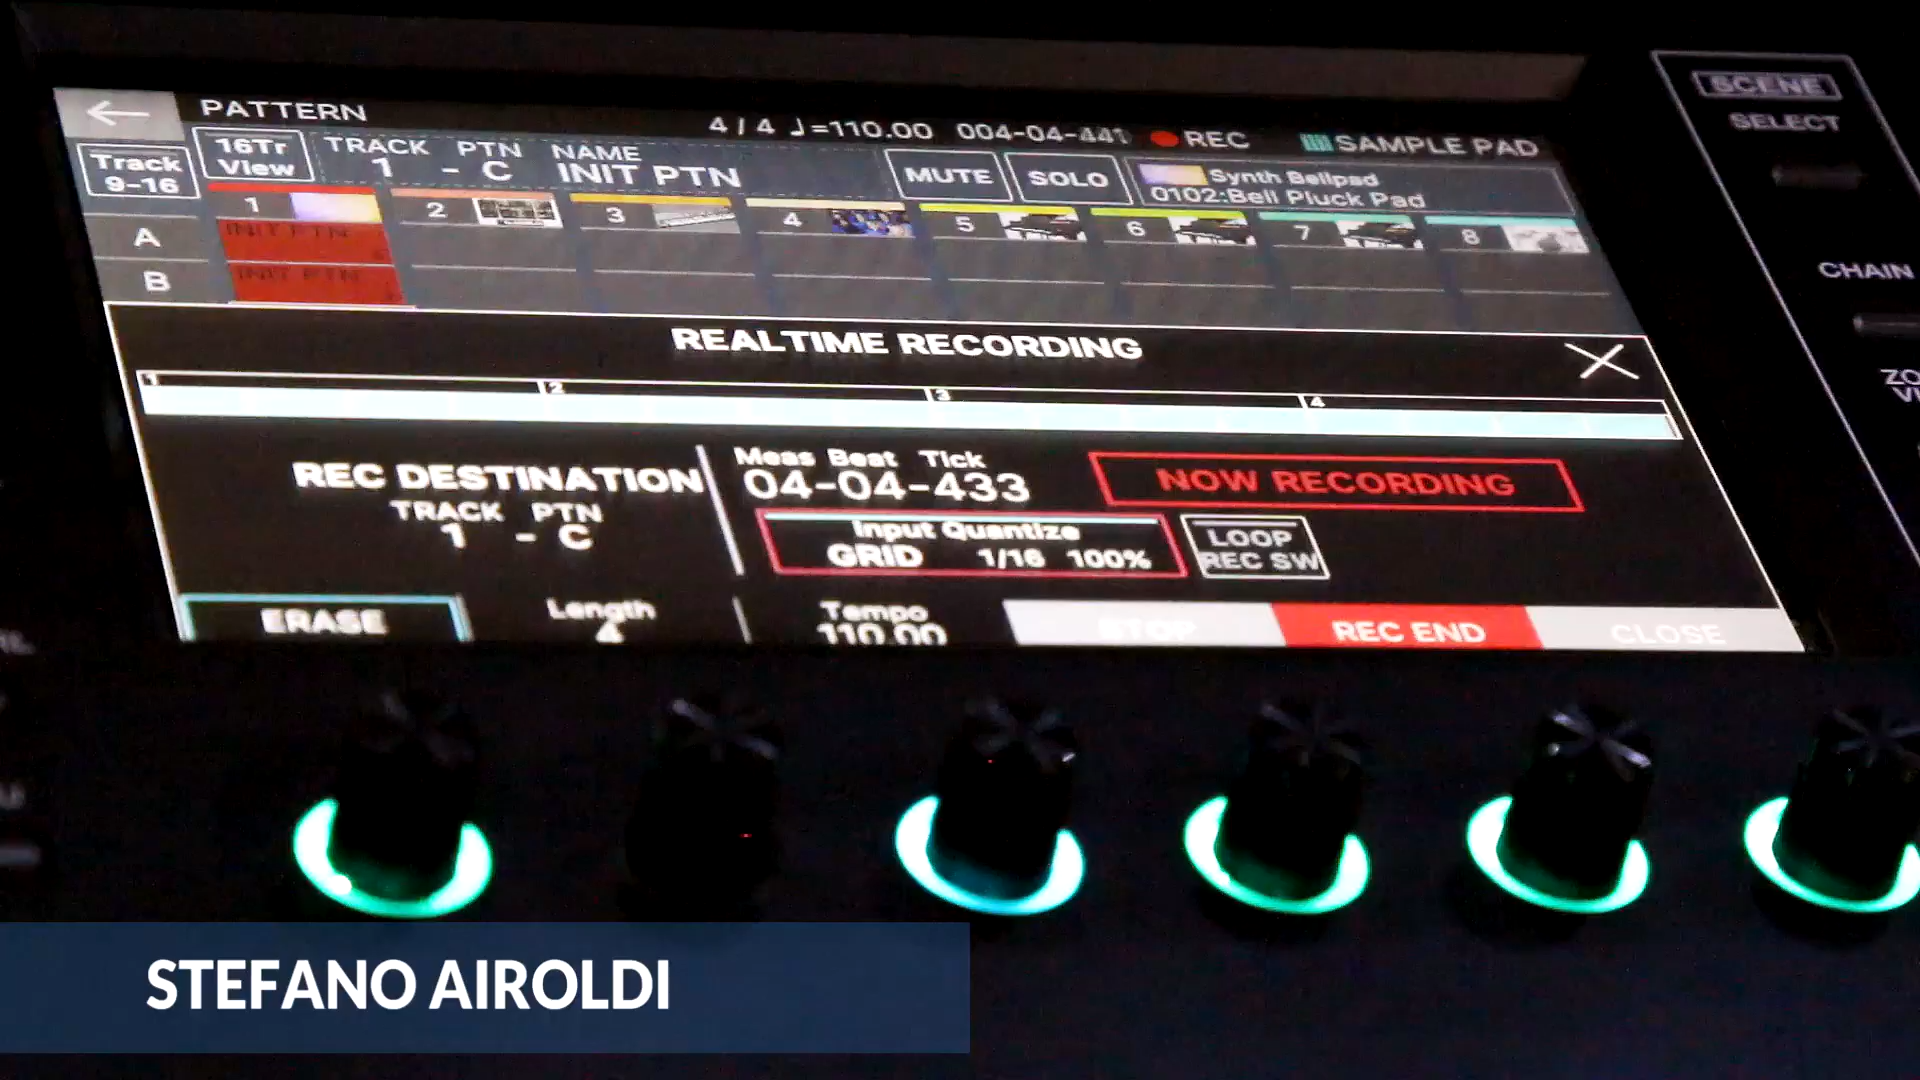 PATTERN
4 / 4 ♩=110.00 004-04-441 REC SAMPLE PAD
Track
9-16
16Tr
View
TRACK PTN NAME
1 - C INIT PTN
MUTE SOLO
Synth Bellpad
0102:Bell Pluck Pad
1 2 3 4 5 6 7 8
A INIT PTN
B INIT PTN
REALTIME RECORDING
1 2 3 4
REC DESTINATION
TRACK PTN
1 - C
Meas Beat Tick
04-04-433
NOW RECORDING
Input Quantize
GRID 1/16 100%
LOOP
REC SW
ERASE
Length
4
Tempo
110.00
STOP REC END CLOSE
SCENE
SELECT
CHAIN
STEFANO AIROLDI